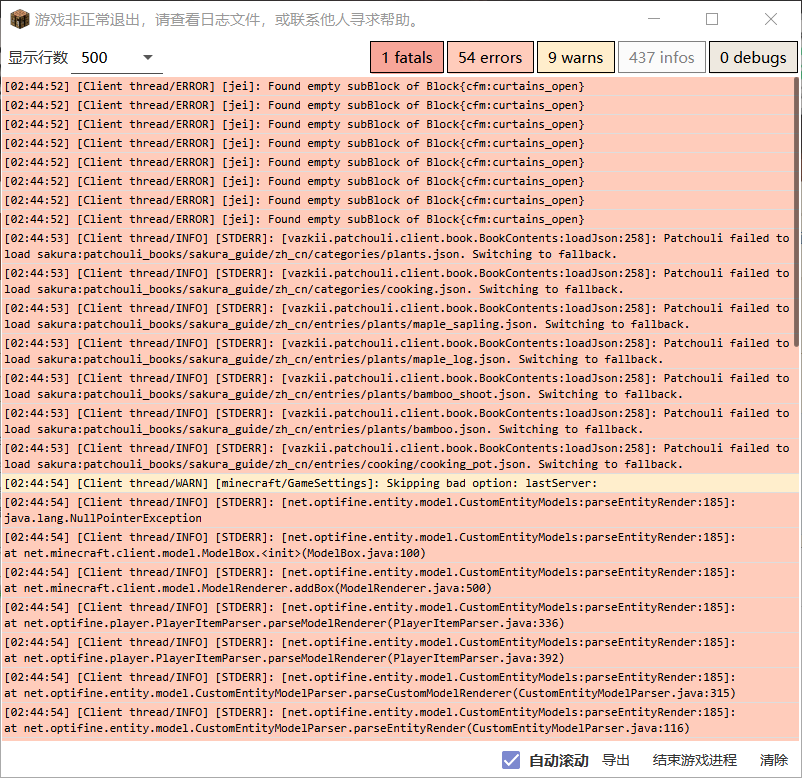 游戏非正常退出，请查看日志文件，或联系他人寻求帮助。
显示行数 500 1 fatals 54 errors 9 warns 437 infos 0 debugs
[02:44:52] [Client thread/ERROR] [jei]: Found empty subBlock of Block{cfm:curtains_open}
[02:44:52] [Client thread/ERROR] [jei]: Found empty subBlock of Block{cfm:curtains_open}
[02:44:52] [Client thread/ERROR] [jei]: Found empty subBlock of Block{cfm:curtains_open}
[02:44:52] [Client thread/ERROR] [jei]: Found empty subBlock of Block{cfm:curtains_open}
[02:44:52] [Client thread/ERROR] [jei]: Found empty subBlock of Block{cfm:curtains_open}
[02:44:52] [Client thread/ERROR] [jei]: Found empty subBlock of Block{cfm:curtains_open}
[02:44:52] [Client thread/ERROR] [jei]: Found empty subBlock of Block{cfm:curtains_open}
[02:44:52] [Client thread/ERROR] [jei]: Found empty subBlock of Block{cfm:curtains_open}
[02:44:53] [Client thread/INFO] [STDERR]: [vazkii.patchouli.client.book.BookContents:loadJson:258]: Patchouli failed to
load sakura:patchouli_books/sakura_guide/zh_cn/categories/plants.json. Switching to fallback.
[02:44:53] [Client thread/INFO] [STDERR]: [vazkii.patchouli.client.book.BookContents:loadJson:258]: Patchouli failed to
load sakura:patchouli_books/sakura_guide/zh_cn/categories/cooking.json. Switching to fallback.
[02:44:53] [Client thread/INFO] [STDERR]: [vazkii.patchouli.client.book.BookContents:loadJson:258]: Patchouli failed to
load sakura:patchouli_books/sakura_guide/zh_cn/entries/plants/maple_sapling.json. Switching to fallback.
[02:44:53] [Client thread/INFO] [STDERR]: [vazkii.patchouli.client.book.BookContents:loadJson:258]: Patchouli failed to
load sakura:patchouli_books/sakura_guide/zh_cn/entries/plants/maple_log.json. Switching to fallback.
[02:44:53] [Client thread/INFO] [STDERR]: [vazkii.patchouli.client.book.BookContents:loadJson:258]: Patchouli failed to
load sakura:patchouli_books/sakura_guide/zh_cn/entries/plants/bamboo_shoot.json. Switching to fallback.
[02:44:53] [Client thread/INFO] [STDERR]: [vazkii.patchouli.client.book.BookContents:loadJson:258]: Patchouli failed to
load sakura:patchouli_books/sakura_guide/zh_cn/entries/plants/bamboo.json. Switching to fallback.
[02:44:53] [Client thread/INFO] [STDERR]: [vazkii.patchouli.client.book.BookContents:loadJson:258]: Patchouli failed to
load sakura:patchouli_books/sakura_guide/zh_cn/entries/cooking/cooking_pot.json. Switching to fallback.
[02:44:54] [Client thread/WARN] [minecraft/GameSettings]: Skipping bad option: lastServer:
[02:44:54] [Client thread/INFO] [STDERR]: [net.optifine.entity.model.CustomEntityModels:parseEntityRender:185]:
java.lang.NullPointerException
[02:44:54] [Client thread/INFO] [STDERR]: [net.optifine.entity.model.CustomEntityModels:parseEntityRender:185]:
at net.minecraft.client.model.ModelBox.<init>(ModelBox.java:100)
[02:44:54] [Client thread/INFO] [STDERR]: [net.optifine.entity.model.CustomEntityModels:parseEntityRender:185]:
at net.minecraft.client.model.ModelRenderer.addBox(ModelRenderer.java:500)
[02:44:54] [Client thread/INFO] [STDERR]: [net.optifine.entity.model.CustomEntityModels:parseEntityRender:185]:
at net.optifine.player.PlayerItemParser.parseModelRenderer(PlayerItemParser.java:336)
[02:44:54] [Client thread/INFO] [STDERR]: [net.optifine.entity.model.CustomEntityModels:parseEntityRender:185]:
at net.optifine.player.PlayerItemParser.parseModelRenderer(PlayerItemParser.java:392)
[02:44:54] [Client thread/INFO] [STDERR]: [net.optifine.entity.model.CustomEntityModels:parseEntityRender:185]:
at net.optifine.entity.model.CustomEntityModelParser.parseCustomModelRenderer(CustomEntityModelParser.java:315)
[02:44:54] [Client thread/INFO] [STDERR]: [net.optifine.entity.model.CustomEntityModels:parseEntityRender:185]:
at net.optifine.entity.model.CustomEntityModelParser.parseEntityRender(CustomEntityModelParser.java:116)
自动滚动 导出 结束游戏进程 清除